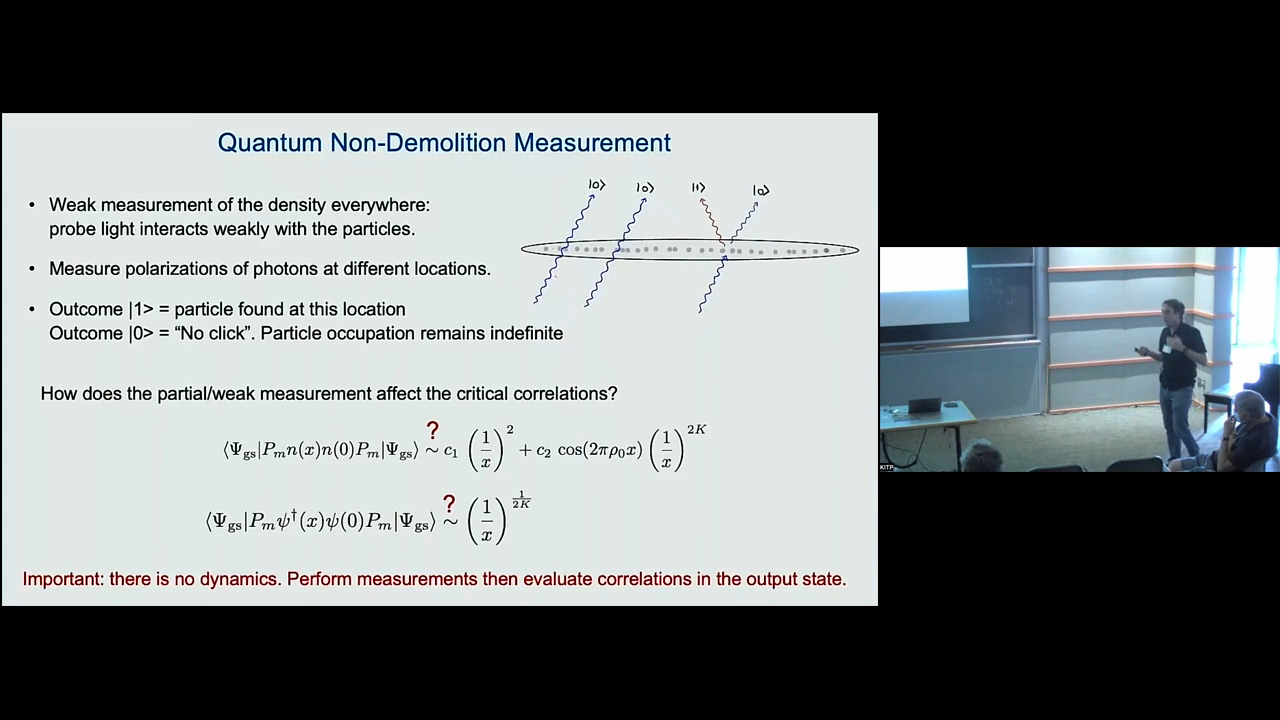 Quantum Non-Demolition Measurement
• Weak measurement of the density everywhere:
probe light interacts weakly with the particles.
• Measure polarizations of photons at different locations.
• Outcome |1> = particle found at this location
Outcome |0> = “No click”. Particle occupation remains indefinite
|0⟩ |0⟩ |1⟩ |0⟩
How does the partial/weak measurement affect the critical correlations?
⟨Ψ_gs|P_m n(x)n(0)P_m|Ψ_gs⟩ ?∼ c₁ (1/x)² + c₂ cos(2πρ₀x) (1/x)^{2K}
⟨Ψ_gs|P_m ψ†(x)ψ(0)P_m|Ψ_gs⟩ ?∼ (1/x)^{1/2K}
Important: there is no dynamics. Perform measurements then evaluate correlations in the output state.
KITP